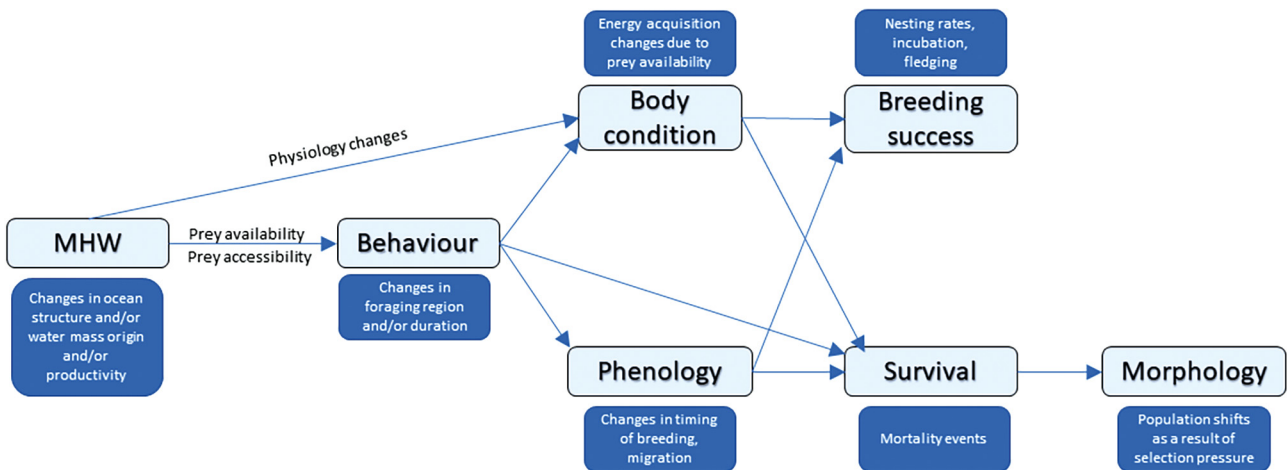 Energy acquisition
changes due to
prey availability
Nesting rates,
incubation,
fledging
Body
condition
Breeding
success
Physiology changes
MHW
Prey availability
Prey accessibility
Behaviour
Changes in ocean
structure and/or
water mass origin
and/or
productivity
Changes in
foraging region
and/or duration
Phenology
Survival
Morphology
Changes in timing
of breeding,
migration
Mortality events
Population shifts
as a result of
selection pressure